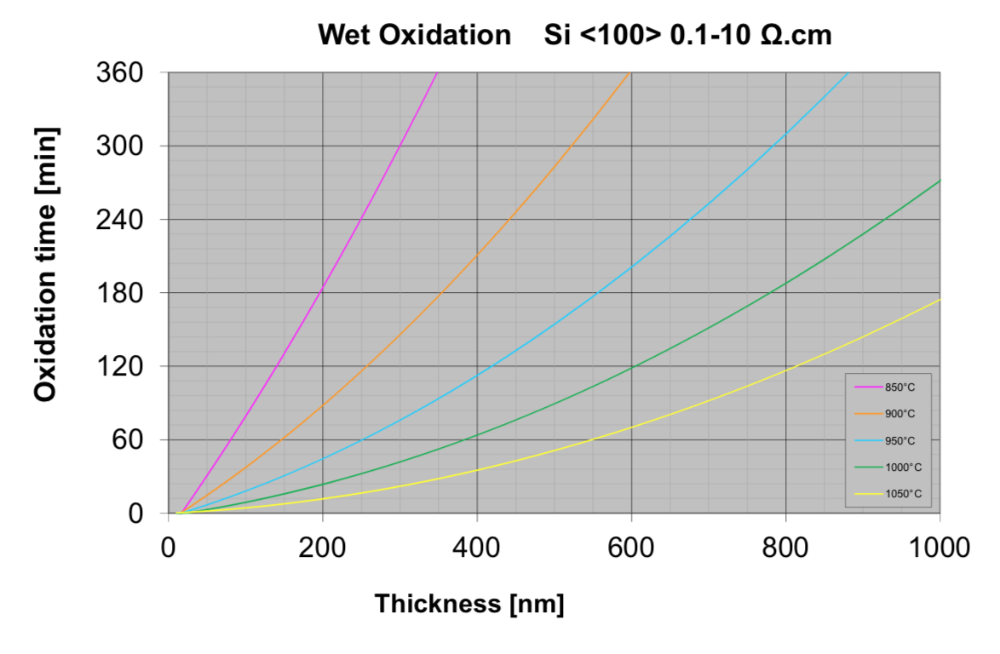 Wet Oxidation Si <100> 0.1-10 Ω.cm
360
300
240
180
120
60
0
Oxidation time [min]
850°C
900°C
950°C
1000°C
1050°C
0 200 400 600 800 1000
Thickness [nm]